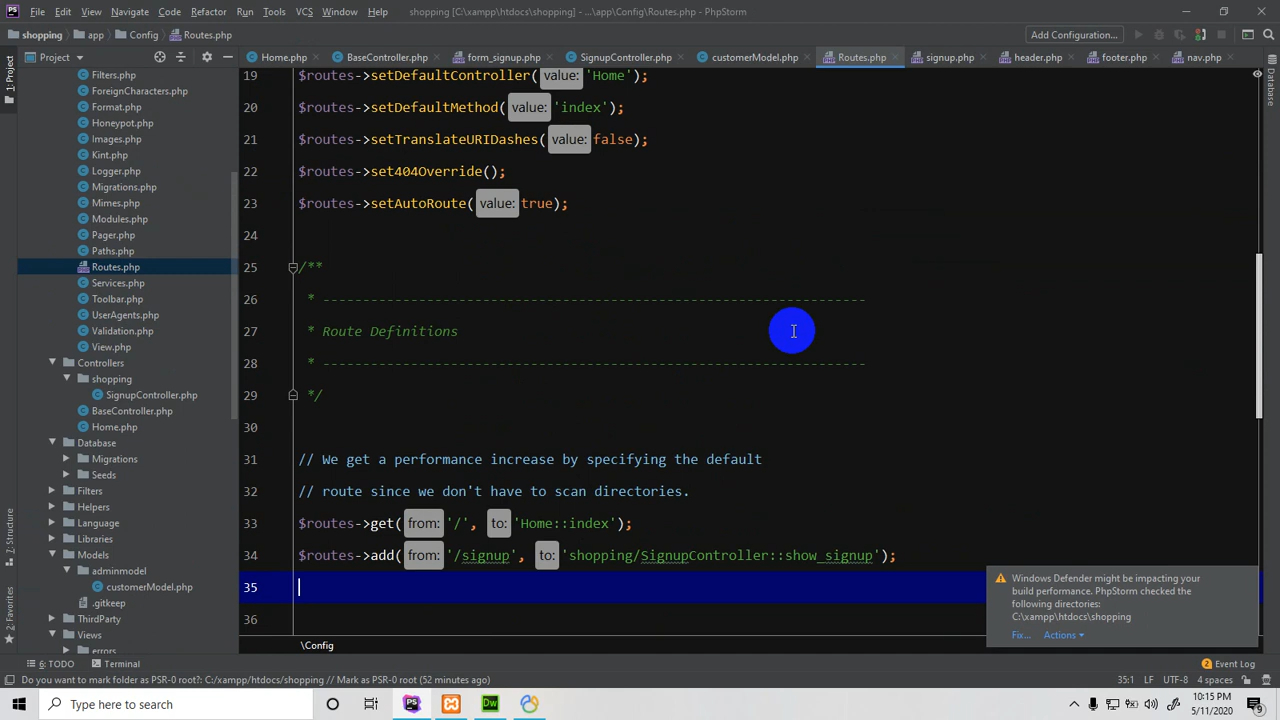 File Edit View Navigate Code Refactor Run Tools VCS Window Help shopping [C:\xampp\htdocs\shopping] - ...\app\Config\Routes.php - PhpStorm
shopping app Config Routes.php Add Configuration...
Project Home.php BaseController.php form_signup.php SignupController.php customerModel.php Routes.php signup.php header.php footer.php nav.php
1: Project
Database
Filters.php
ForeignCharacters.php
Format.php
Honeypot.php
Images.php
Kint.php
Logger.php
Migrations.php
Mimes.php
Modules.php
Pager.php
Paths.php
Routes.php
Services.php
Toolbar.php
UserAgents.php
Validation.php
View.php
Controllers
shopping
SignupController.php
BaseController.php
Home.php
Database
Migrations
Seeds
Filters
Helpers
Language
Libraries
Models
adminmodel
customerModel.php
.gitkeep
ThirdParty
Views
errors
7: Structure
2: Favorites
19 $routes->setDefaultController( value: 'Home');
20 $routes->setDefaultMethod( value: 'index');
21 $routes->setTranslateURIDashes( value: false);
22 $routes->set404Override();
23 $routes->setAutoRoute( value: true);
24
25 /**
26 * --------------------------------------------------------------------
27 * Route Definitions
28 * --------------------------------------------------------------------
29 */
30
31 // We get a performance increase by specifying the default
32 // route since we don't have to scan directories.
33 $routes->get( from: '/', to: 'Home::index');
34 $routes->add( from: '/signup', to: 'shopping/SignupController::show_signup');
35
36
\Config
Windows Defender might be impacting your
build performance. PhpStorm checked the
following directories:
C:\xampp\htdocs\shopping
Fix... Actions
6: TODO Terminal 2 Event Log
Do you want to mark folder as PSR-0 root?: C:/xampp/htdocs/shopping // Mark as PSR-0 (52 minutes ago) 35:1 LF UTF-8 4 spaces
Type here to search PS Dw 10:15 PM
5/11/2020 9